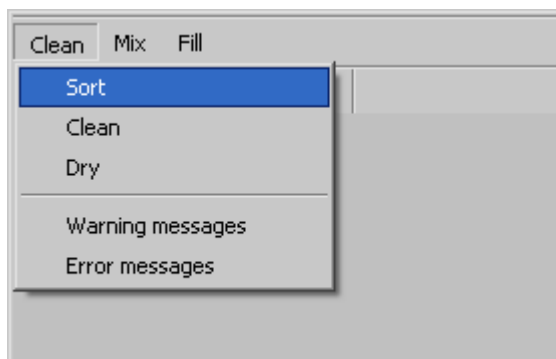 Clean Mix Fill
Sort
Clean
Dry
Warning messages
Error messages